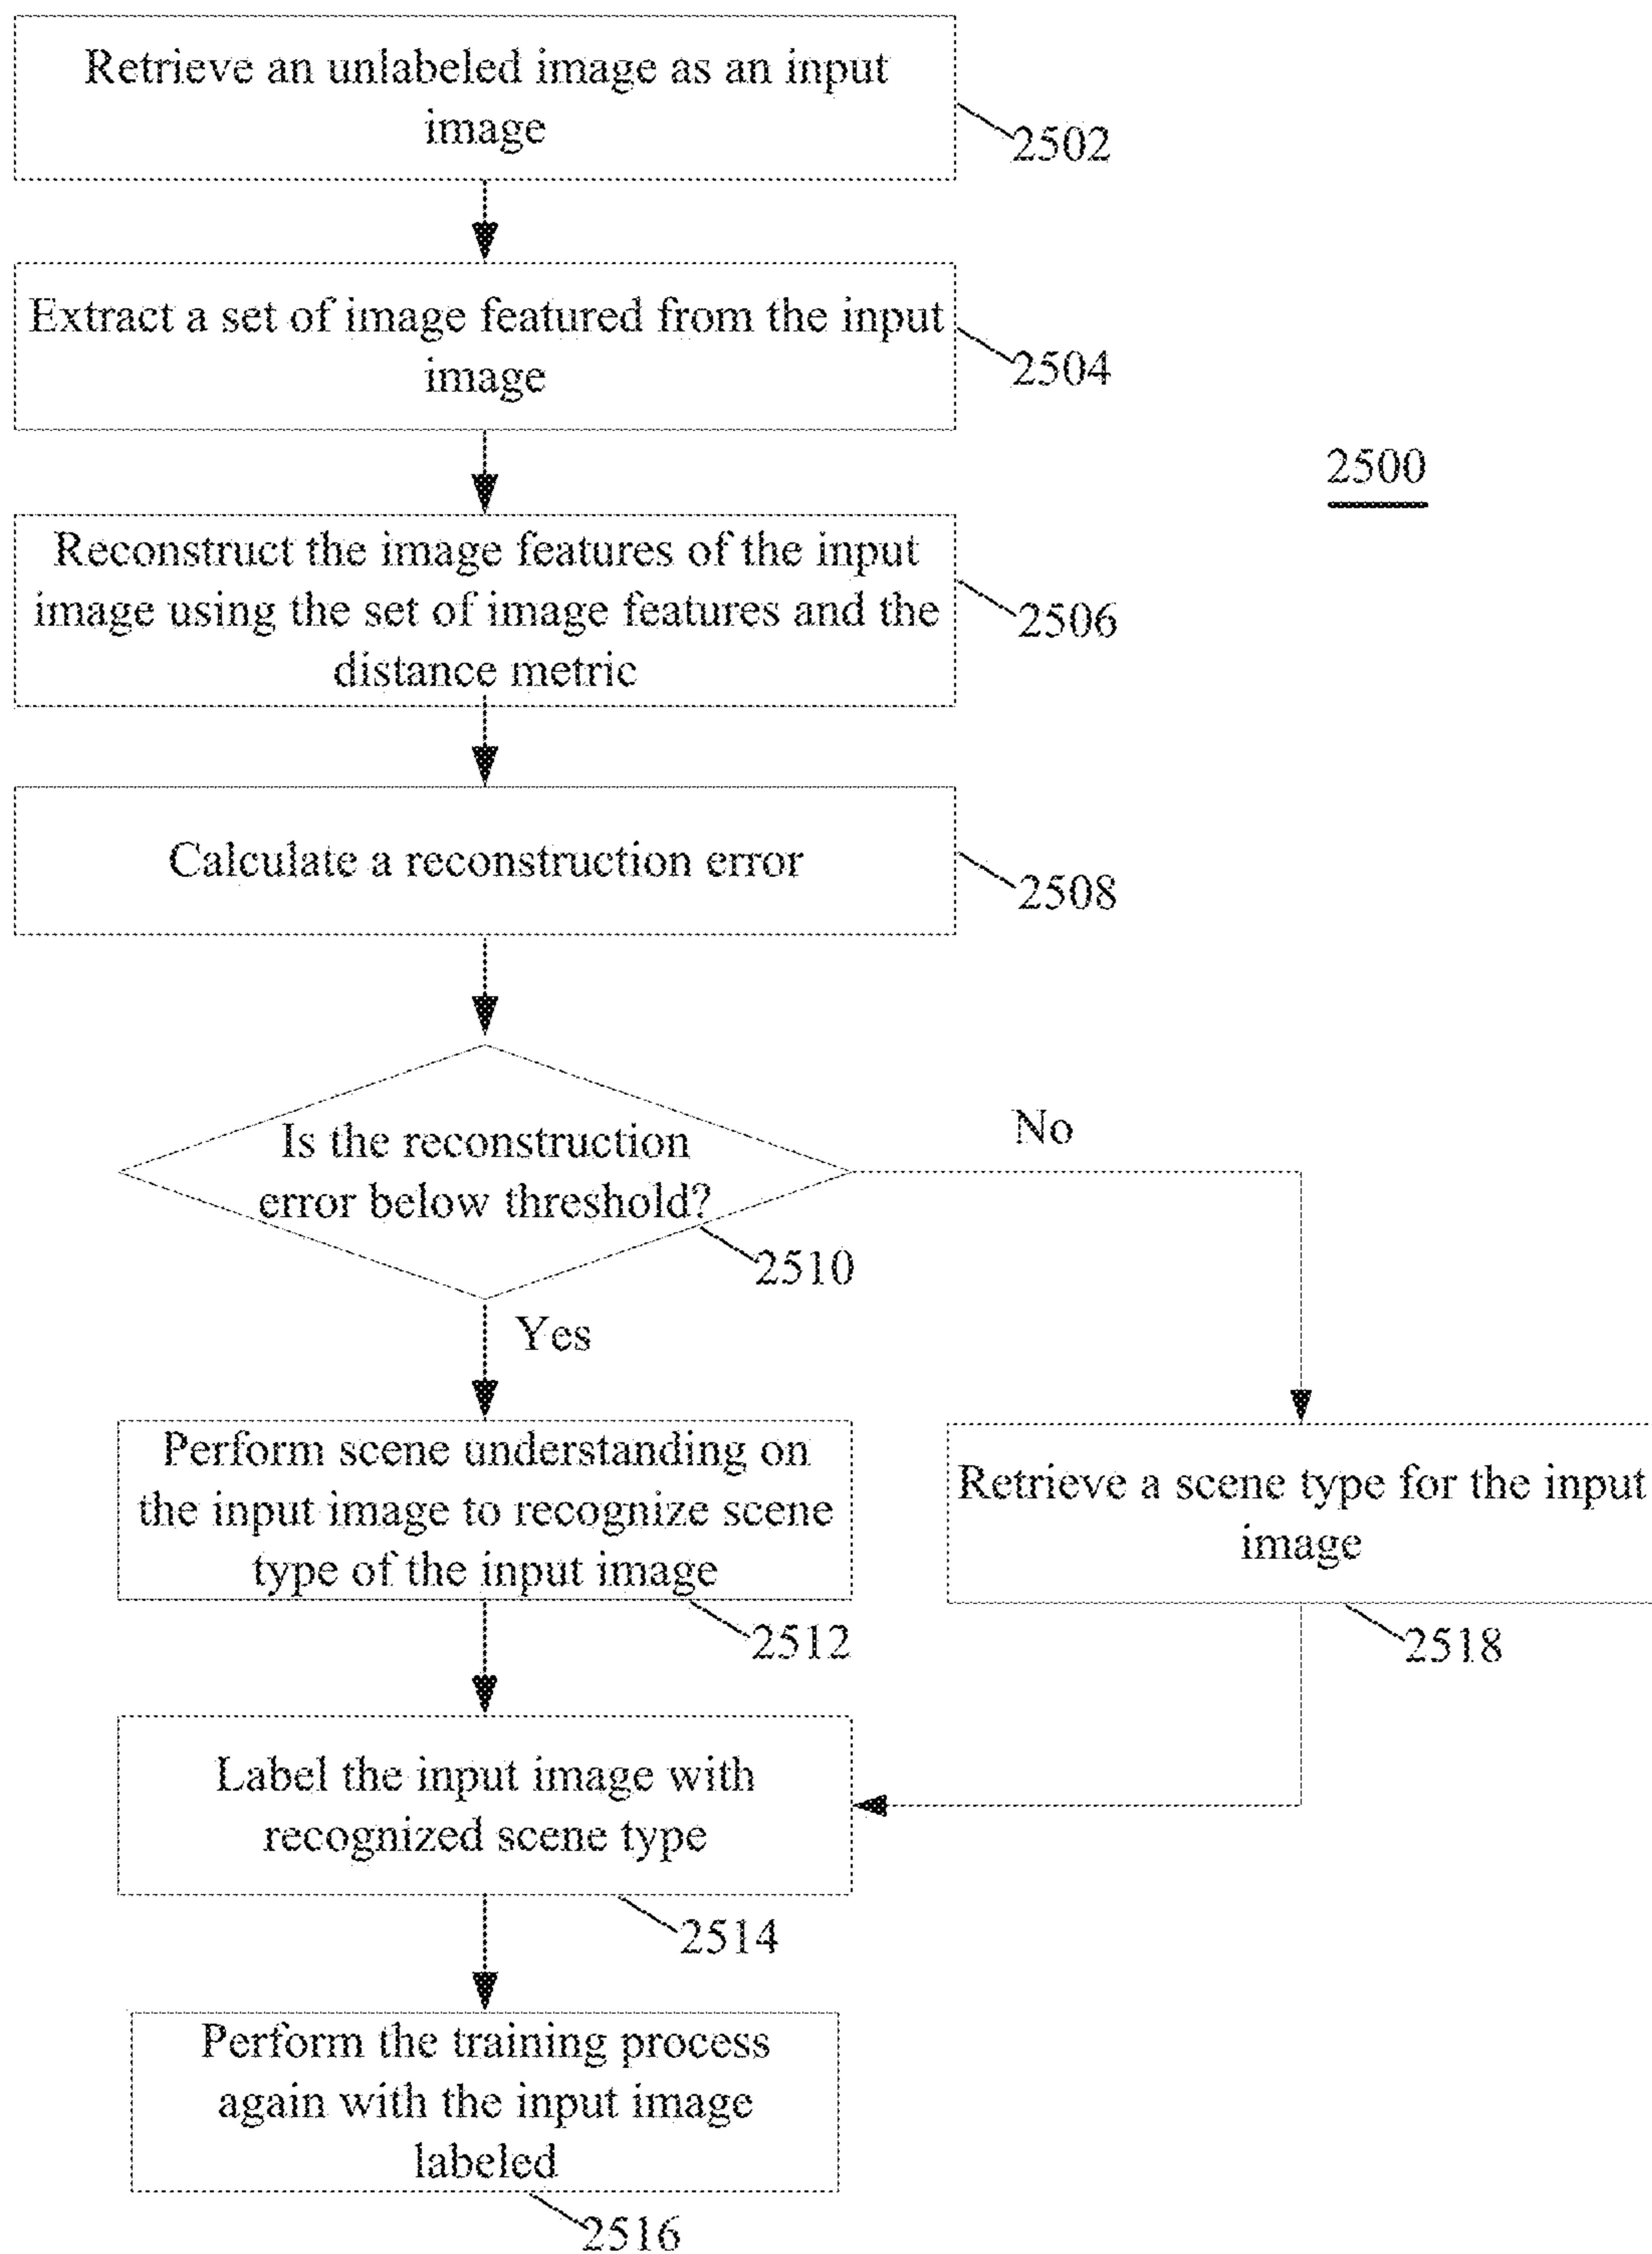 Retrieve an unlabeled image as an input
image
2502
Extract a set of image featured from the input
image
2504
2500
Reconstruct the image features of the input
image using the set of image features and the
distance metric
2506
Calculate a reconstruction error
2508
Is the reconstruction
error below threshold?
2510
No
Yes
Perform scene understanding on
the input image to recognize scene
type of the input image
2512
Retrieve a scene type for the input
image
2518
Label the input image with
recognized scene type
2514
Perform the training process
again with the input image
labeled
2516